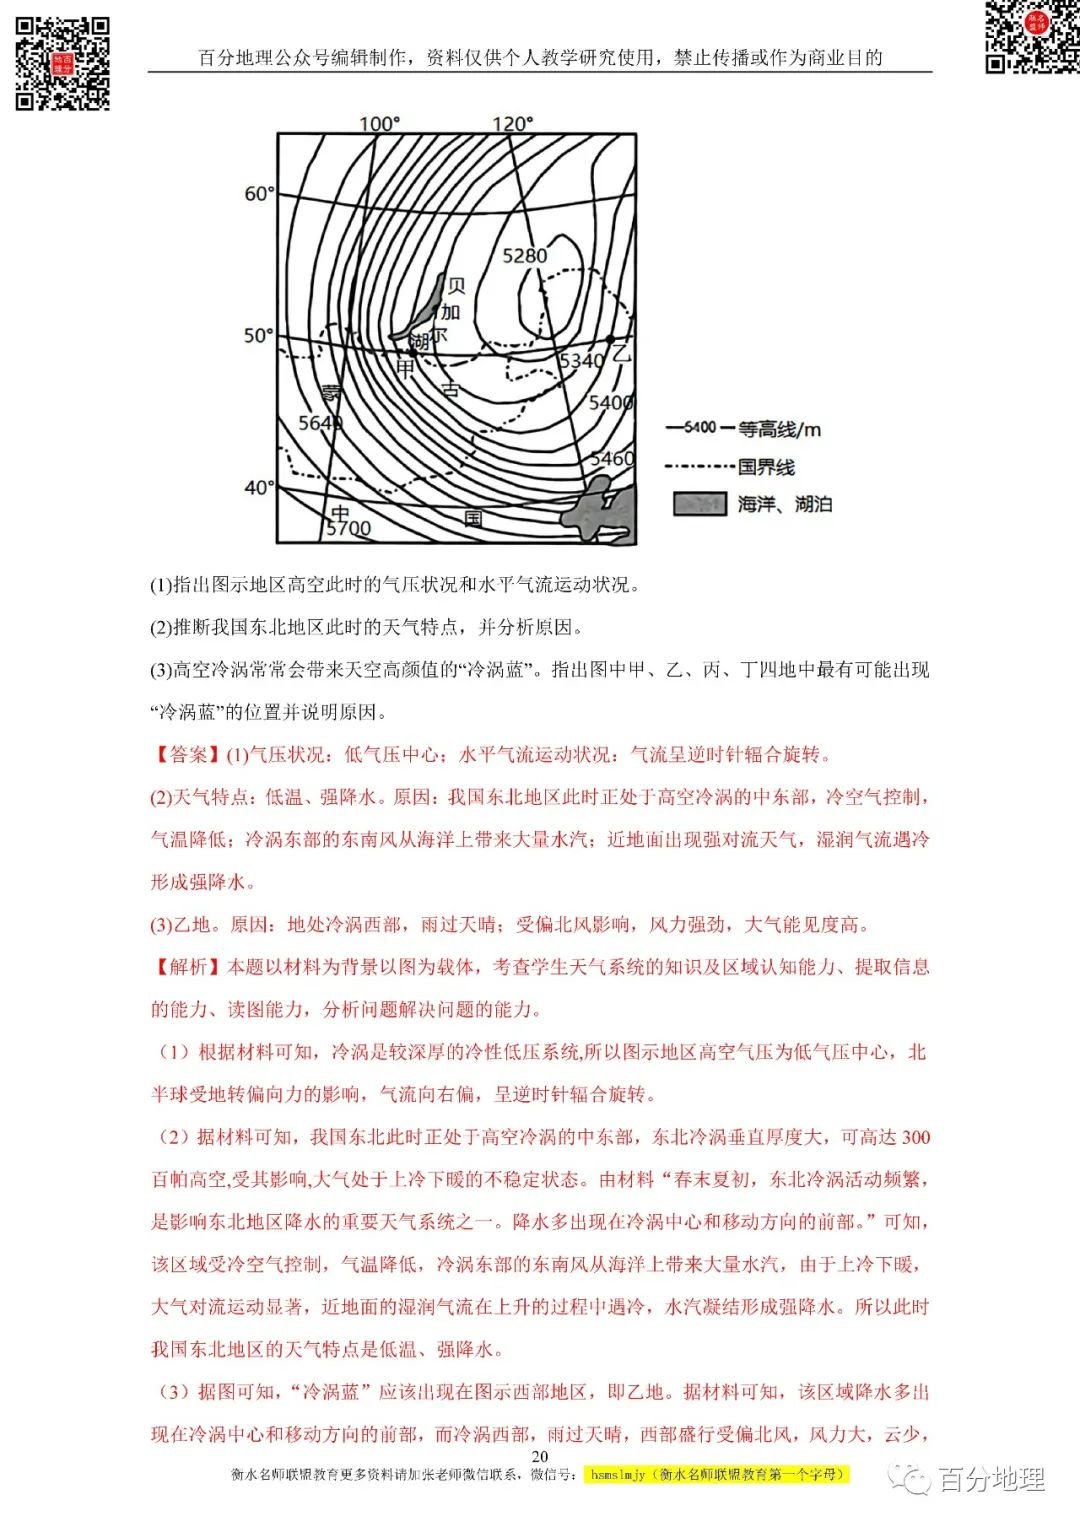 百分地理公众号编辑制作，资料仅供个人教学研究使用，禁止传播或作为商业目的
100° 120°
60°
5280
贝
加
尔
湖
50°
甲
乙
5340
蒙
古
5400
5640
5460
40°
中
国
5700
5400 等高线/m
国界线
海洋、湖泊
(1)指出图示地区高空此时的气压状况和水平气流运动状况。
(2)推断我国东北地区此时的天气特点，并分析原因。
(3)高空冷涡常常会带来天空高颜值的“冷涡蓝”。指出图中甲、乙、丙、丁四地中最有可能出现
“冷涡蓝”的位置并说明原因。
【答案】(1)气压状况：低气压中心；水平气流运动状况：气流呈逆时针辐合旋转。
(2)天气特点：低温、强降水。原因：我国东北地区此时正处于高空冷涡的中东部，冷空气控制，
气温降低；冷涡东部的东南风从海洋上带来大量水汽；近地面出现强对流天气，湿润气流遇冷
形成强降水。
(3)乙地。原因：地处冷涡西部，雨过天晴；受偏北风影响，风力强劲，大气能见度高。
【解析】本题以材料为背景以图为载体，考查学生天气系统的知识及区域认知能力、提取信息
的能力、读图能力，分析问题解决问题的能力。
（1）根据材料可知，冷涡是较深厚的冷性低压系统,所以图示地区高空气压为低气压中心，北
半球受地转偏向力的影响，气流向右偏，呈逆时针辐合旋转。
（2）据材料可知，我国东北此时正处于高空冷涡的中东部，东北冷涡垂直厚度大，可高达 300
百帕高空,受其影响,大气处于上冷下暖的不稳定状态。由材料“春末夏初，东北冷涡活动频繁，
是影响东北地区降水的重要天气系统之一。降水多出现在冷涡中心和移动方向的前部。”可知，
该区域受冷空气控制，气温降低，冷涡东部的东南风从海洋上带来大量水汽，由于上冷下暖，
大气对流运动显著，近地面的湿润气流在上升的过程中遇冷，水汽凝结形成强降水。所以此时
我国东北地区的天气特点是低温、强降水。
（3）据图可知，“冷涡蓝”应该出现在图示西部地区，即乙地。据材料可知，该区域降水多出
现在冷涡中心和移动方向的前部，而冷涡西部，雨过天晴，西部盛行受偏北风，风力大，云少，
20
衡水名师联盟教育更多资料请加张老师微信联系，微信号： hsmslmjy（衡水名师联盟教育第一个字母）
百分地理